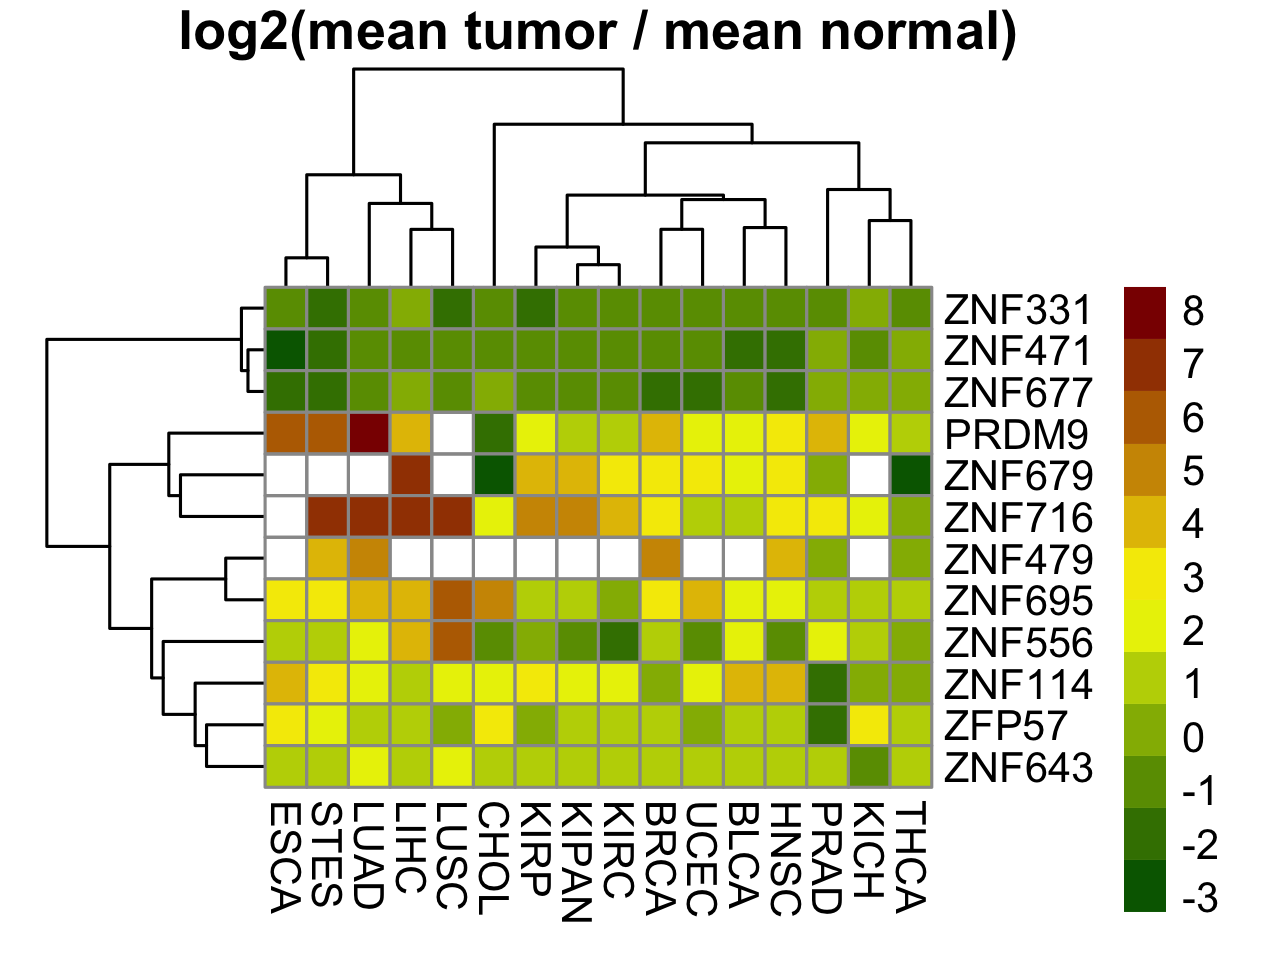 log2(mean tumor / mean normal)
ZNF331
ZNF471
ZNF677
PRDM9
ZNF679
ZNF716
ZNF479
ZNF695
ZNF556
ZNF114
ZFP57
ZNF643
8
7
6
5
4
3
2
1
0
-1
-2
-3
ESCA
STES
LUAD
LIHC
LUSC
CHOL
KIRP
KIPAN
KIRC
BRCA
UCEC
BLCA
HNSC
PRAD
KICH
THCA